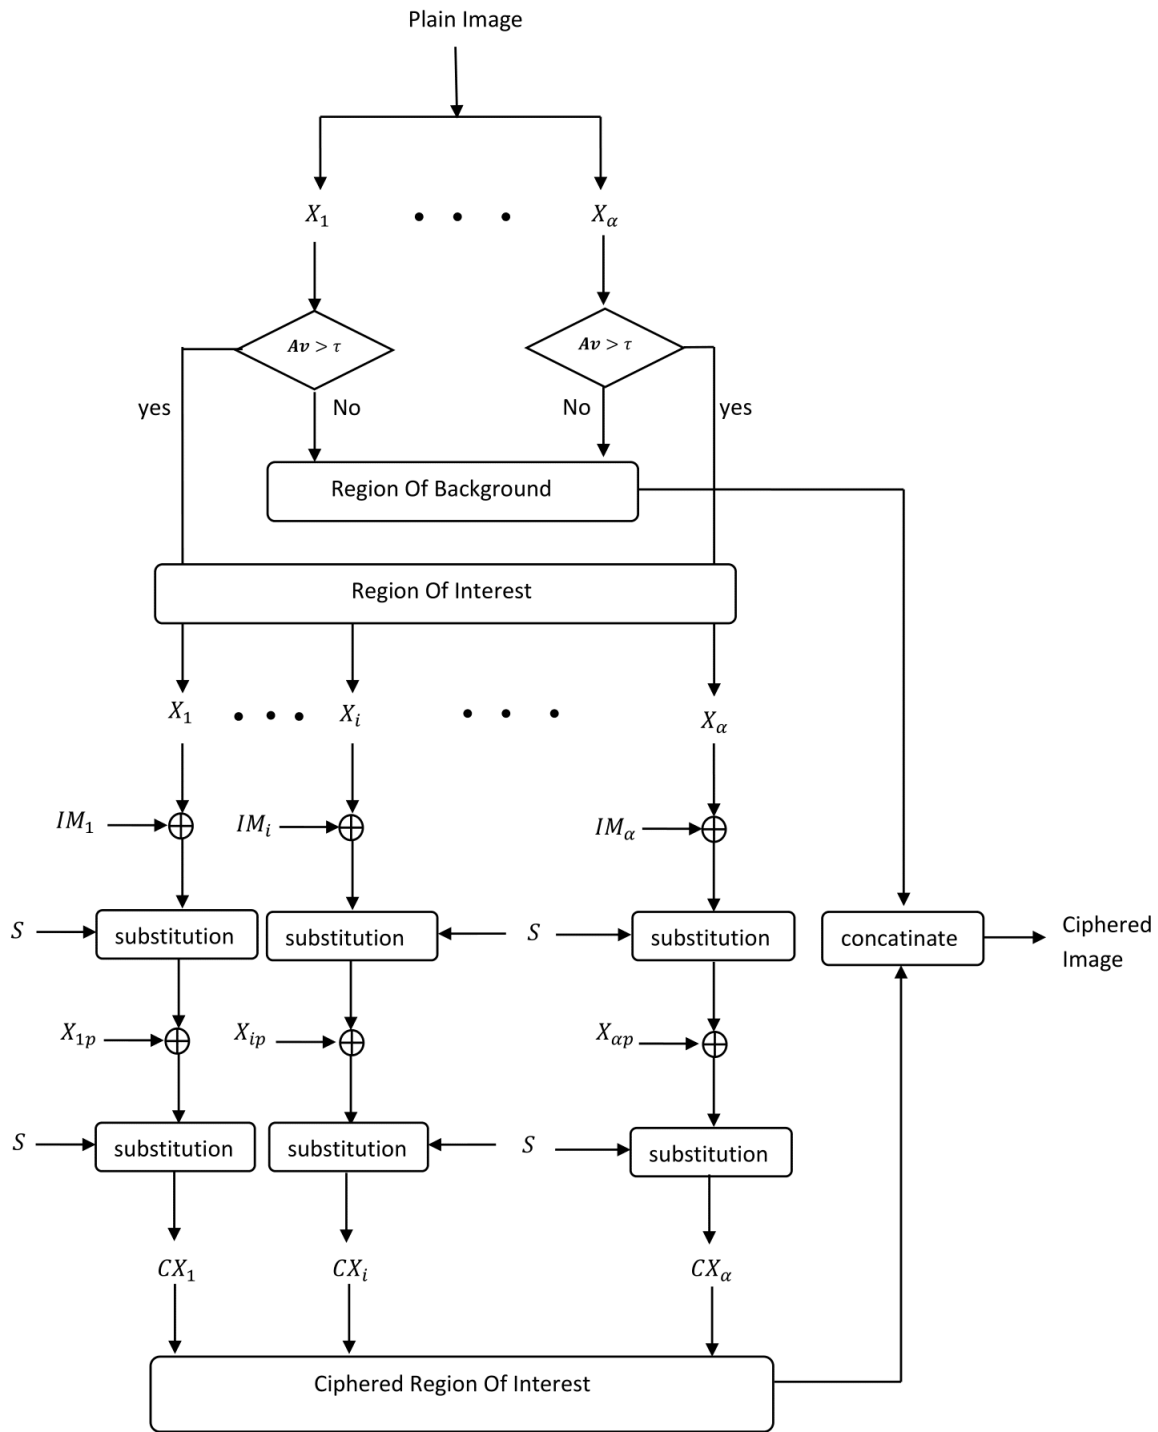 Plain Image
X₁ • • • Xα
Av > τ Av > τ
yes No No yes
Region Of Background
Region Of Interest
X₁ • • • Xᵢ • • • Xα
IM₁ ⊕ IMᵢ ⊕ IMα ⊕
S substitution substitution S substitution concatinate Ciphered
Image
X₁ₚ ⊕ Xᵢₚ ⊕ Xαₚ ⊕
S substitution substitution S substitution
CX₁ CXᵢ CXα
Ciphered Region Of Interest